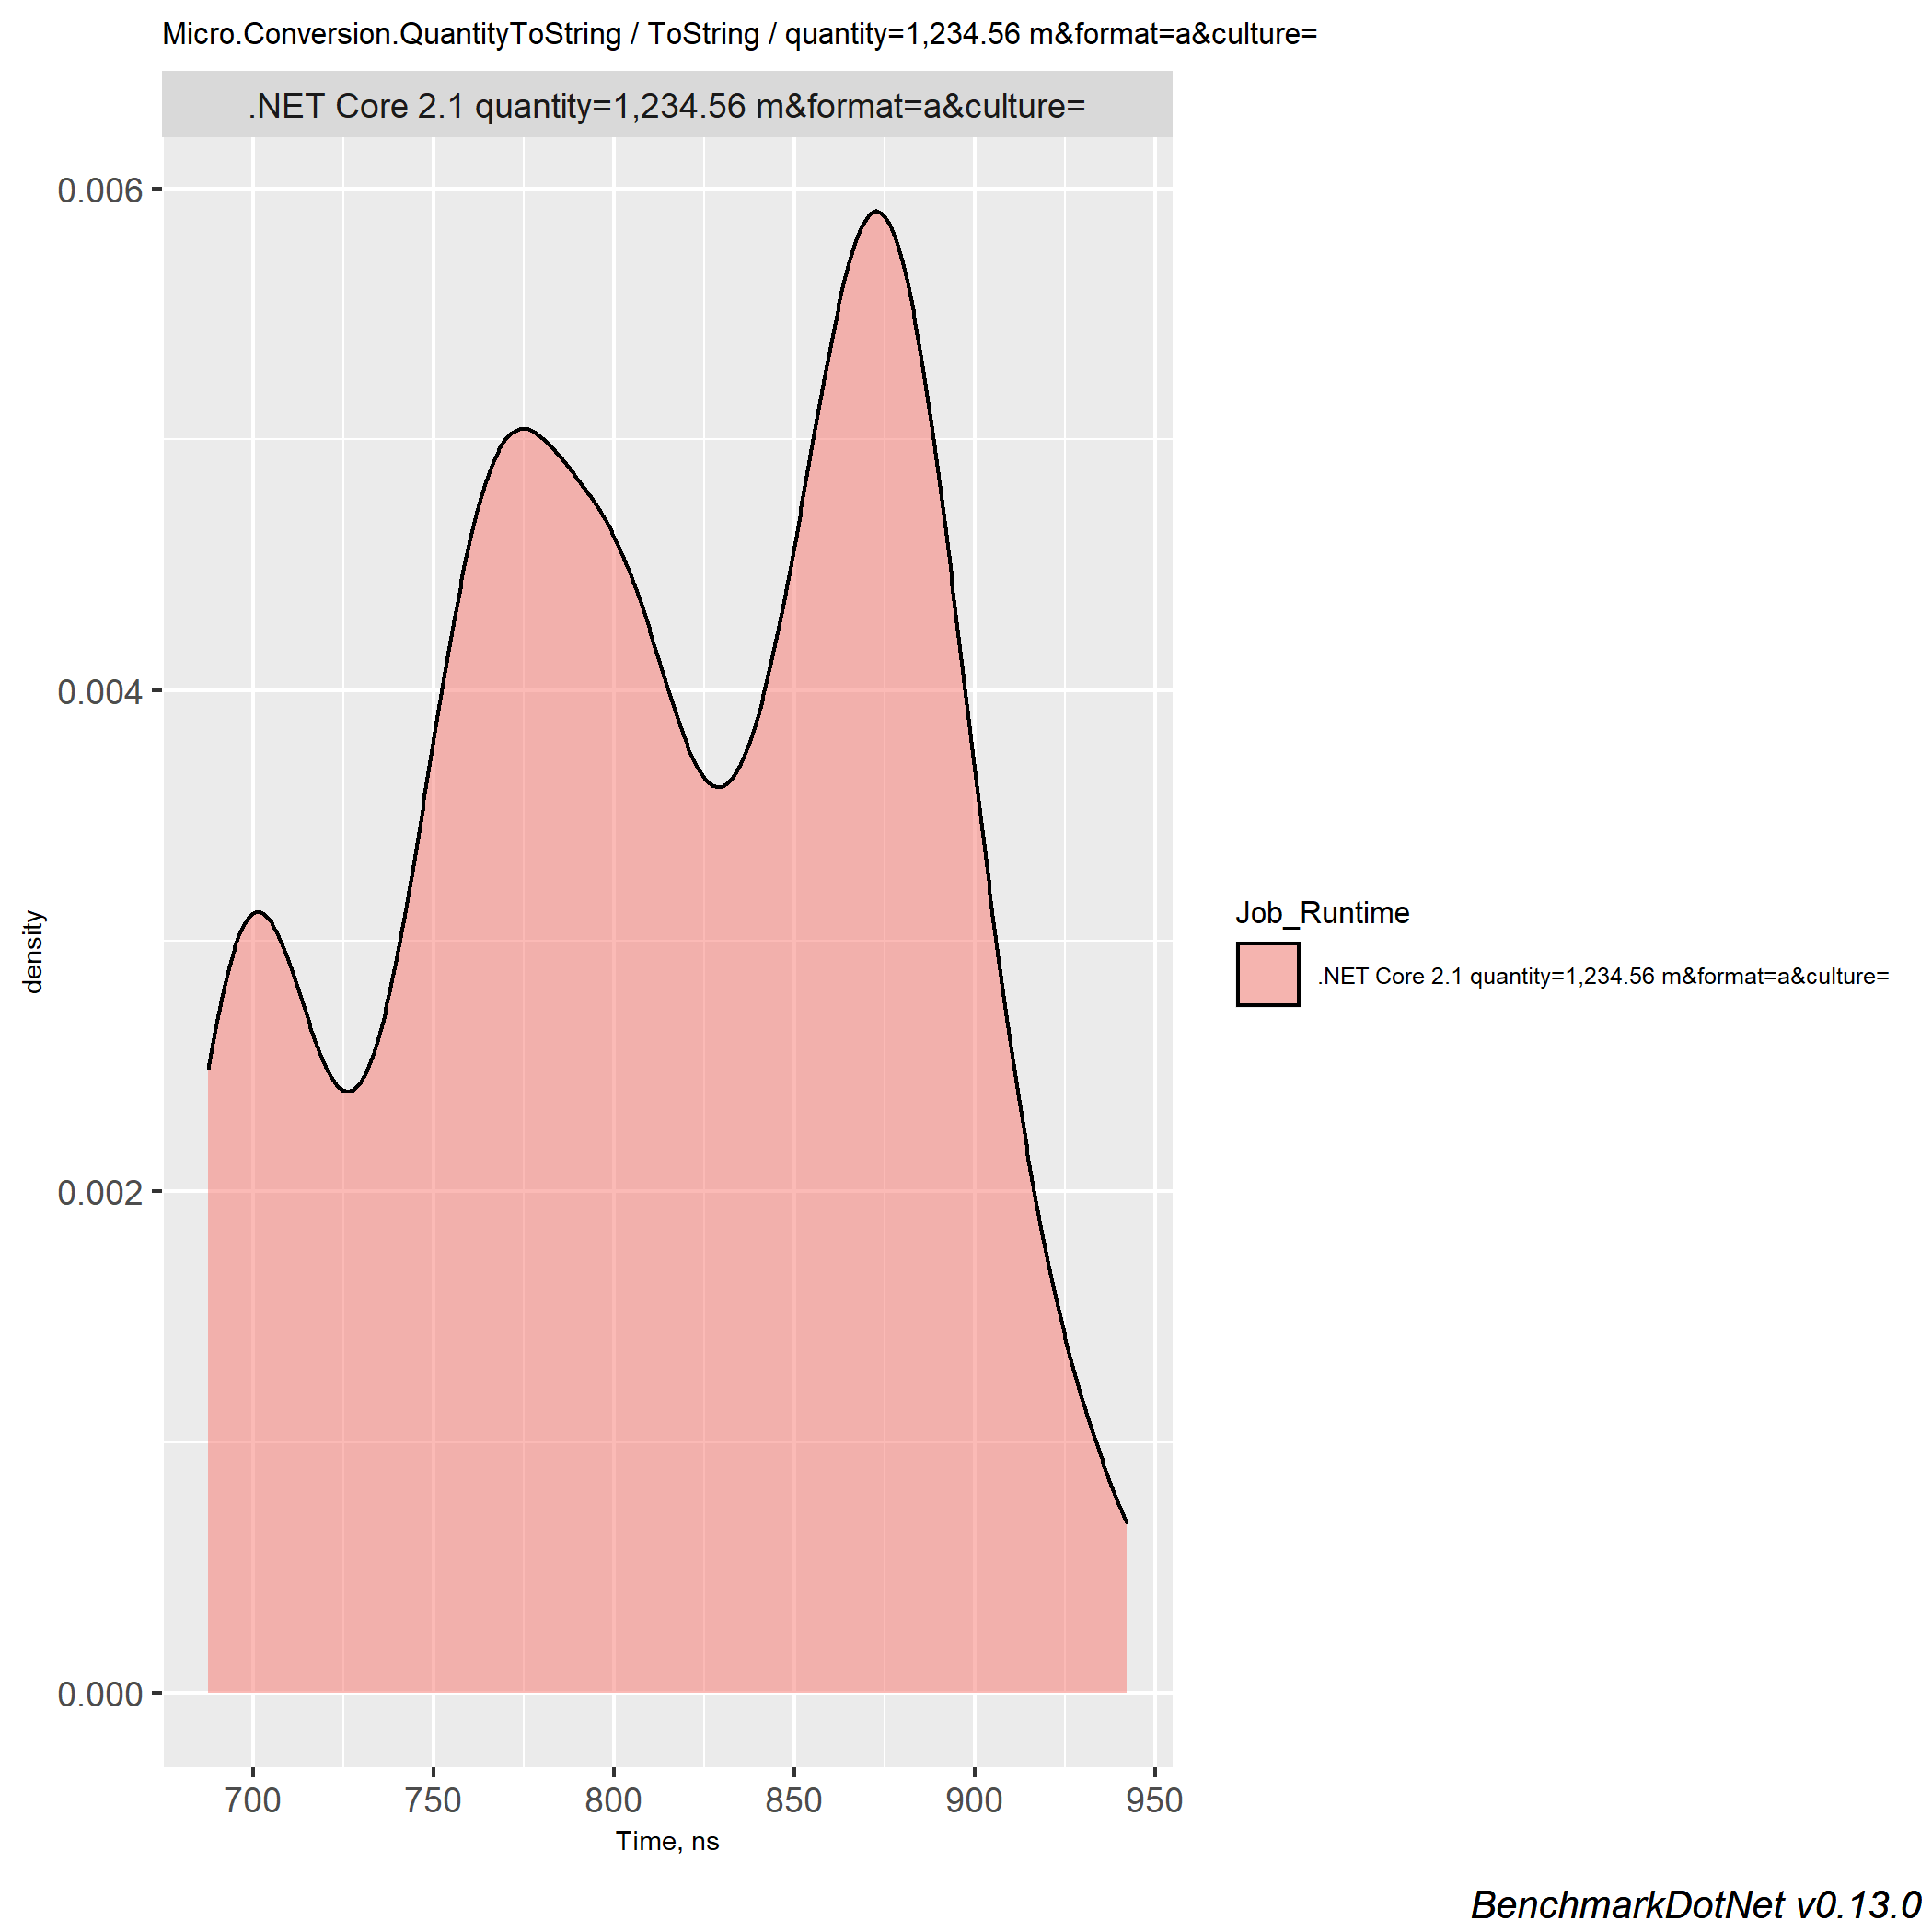 Micro.Conversion.QuantityToString / ToString / quantity=1,234.56 m&format=a&culture=
.NET Core 2.1 quantity=1,234.56 m&format=a&culture=
0.006
0.004
0.002
0.000
density
700 750 800 850 900 950
Time, ns
Job_Runtime
.NET Core 2.1 quantity=1,234.56 m&format=a&culture=
BenchmarkDotNet v0.13.0